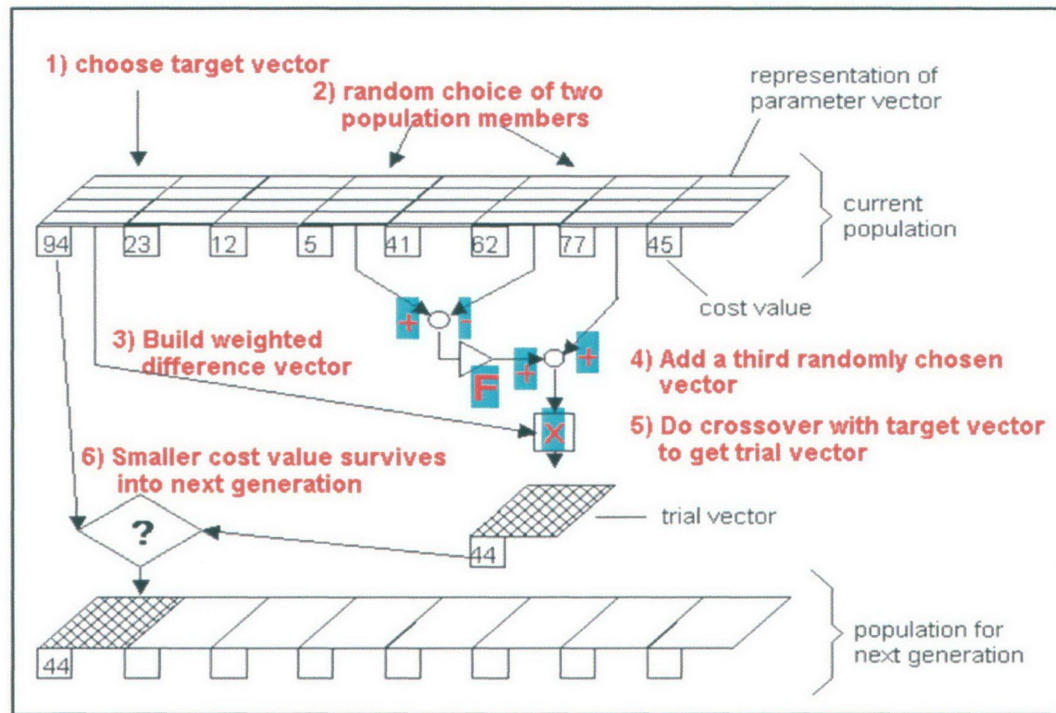 1) choose target vector
2) random choice of two
population members
representation of
parameter vector
current
population
94 23 12 5 41 62 77 45
cost value
+ -
3) Build weighted
difference vector
F + +
4) Add a third randomly chosen
vector
X
5) Do crossover with target vector
to get trial vector
6) Smaller cost value survives
into next generation
?
trial vector
44
44
population for
next generation